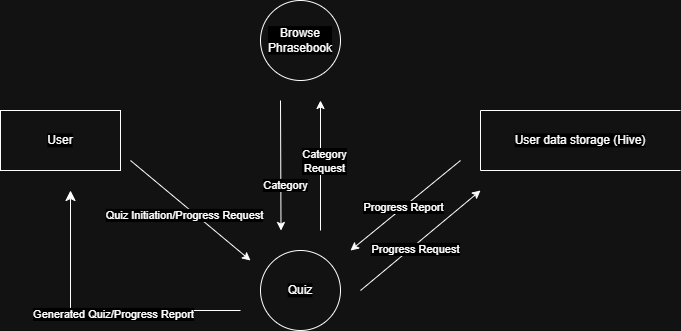 Browse
Phrasebook
User
User data storage (Hive)
Category
Request
Category
Progress Report
Quiz Initiation/Progress Request
Progress Request
Quiz
Generated Quiz/Progress Report